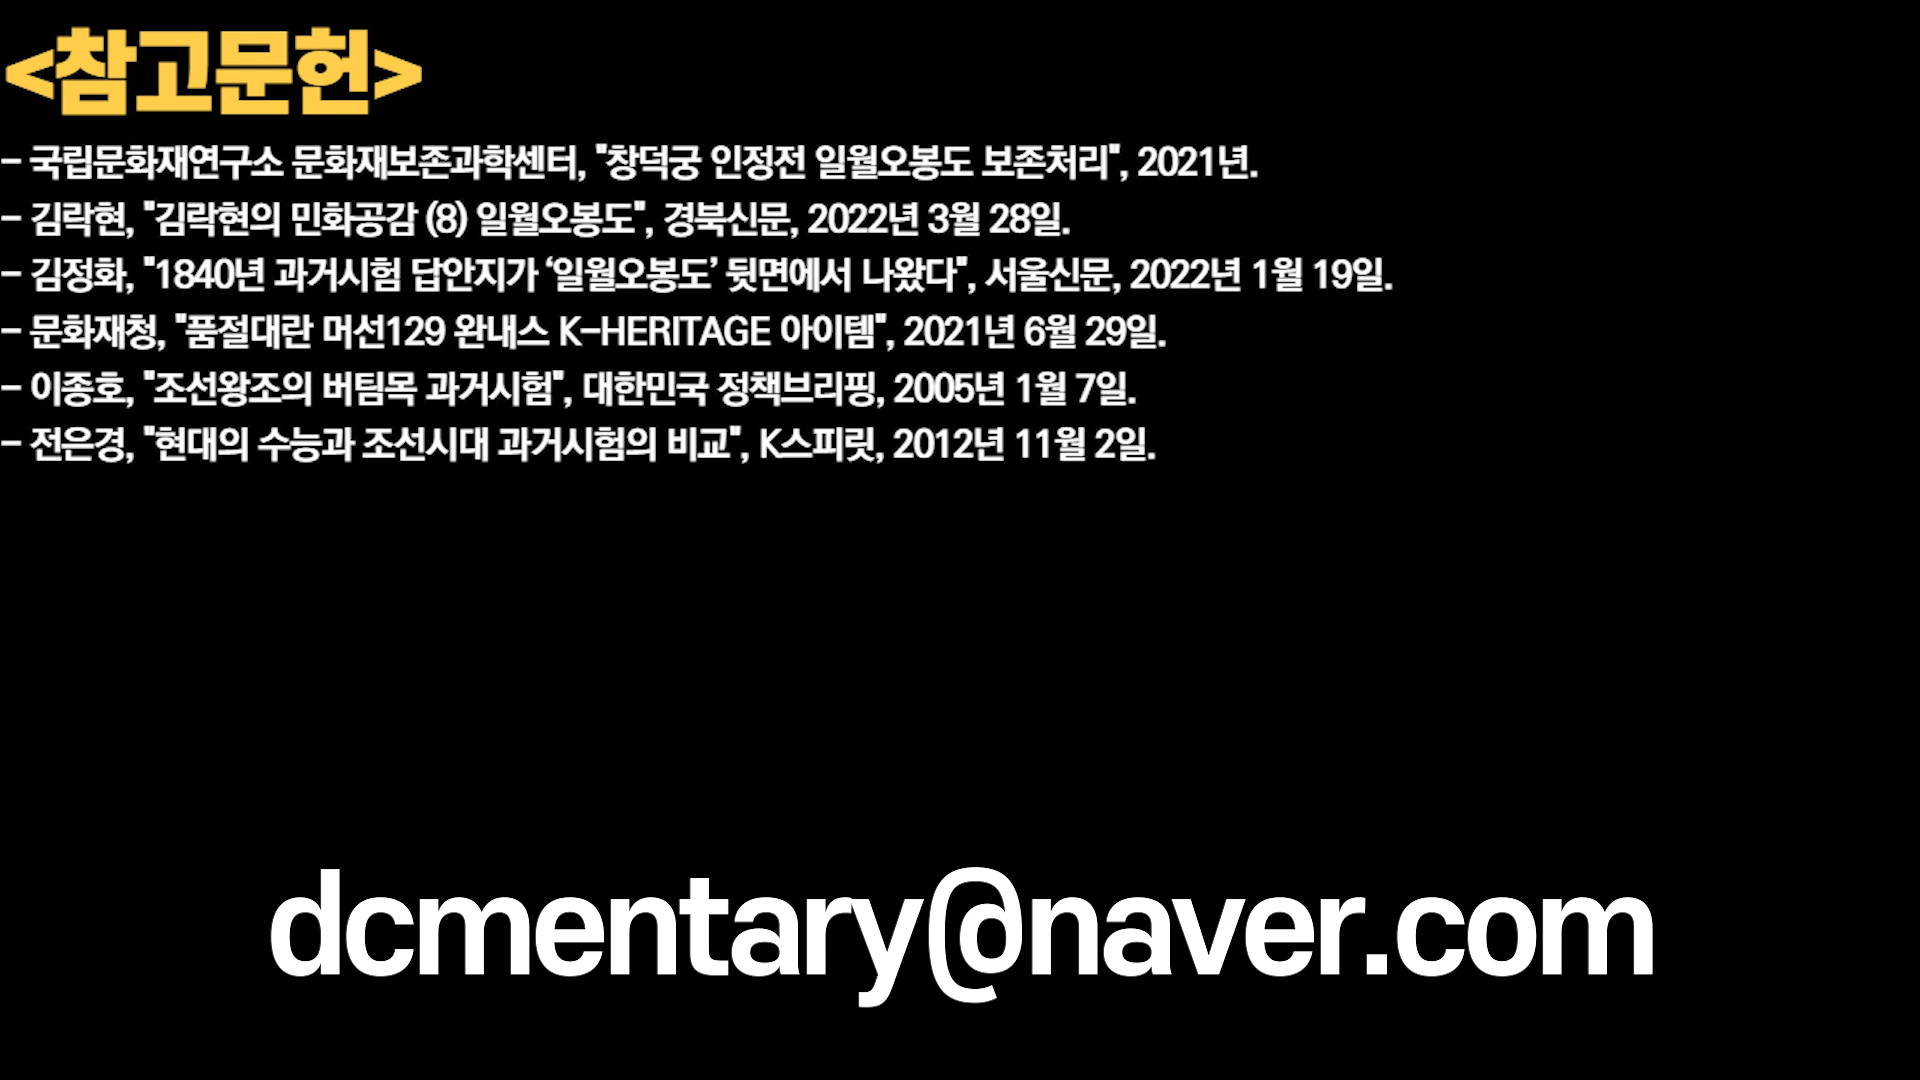 <참고문헌>
- 국립문화재연구소 문화재보존과학센터, "창덕궁 인정전 일월오봉도 보존처리", 2021년.
- 김락현, "김락현의 민화공감 (8) 일월오봉도", 경북신문, 2022년 3월 28일.
- 김정화, "1840년 과거시험 답안지가 ‘일월오봉도’ 뒷면에서 나왔다", 서울신문, 2022년 1월 19일.
- 문화재청, "품절대란 머선129 완내스 K-HERITAGE 아이템", 2021년 6월 29일.
- 이종호, "조선왕조의 버팀목 과거시험", 대한민국 정책브리핑, 2005년 1월 7일.
- 전은경, "현대의 수능과 조선시대 과거시험의 비교", K스피릿, 2012년 11월 2일.
dcmentary@naver.com